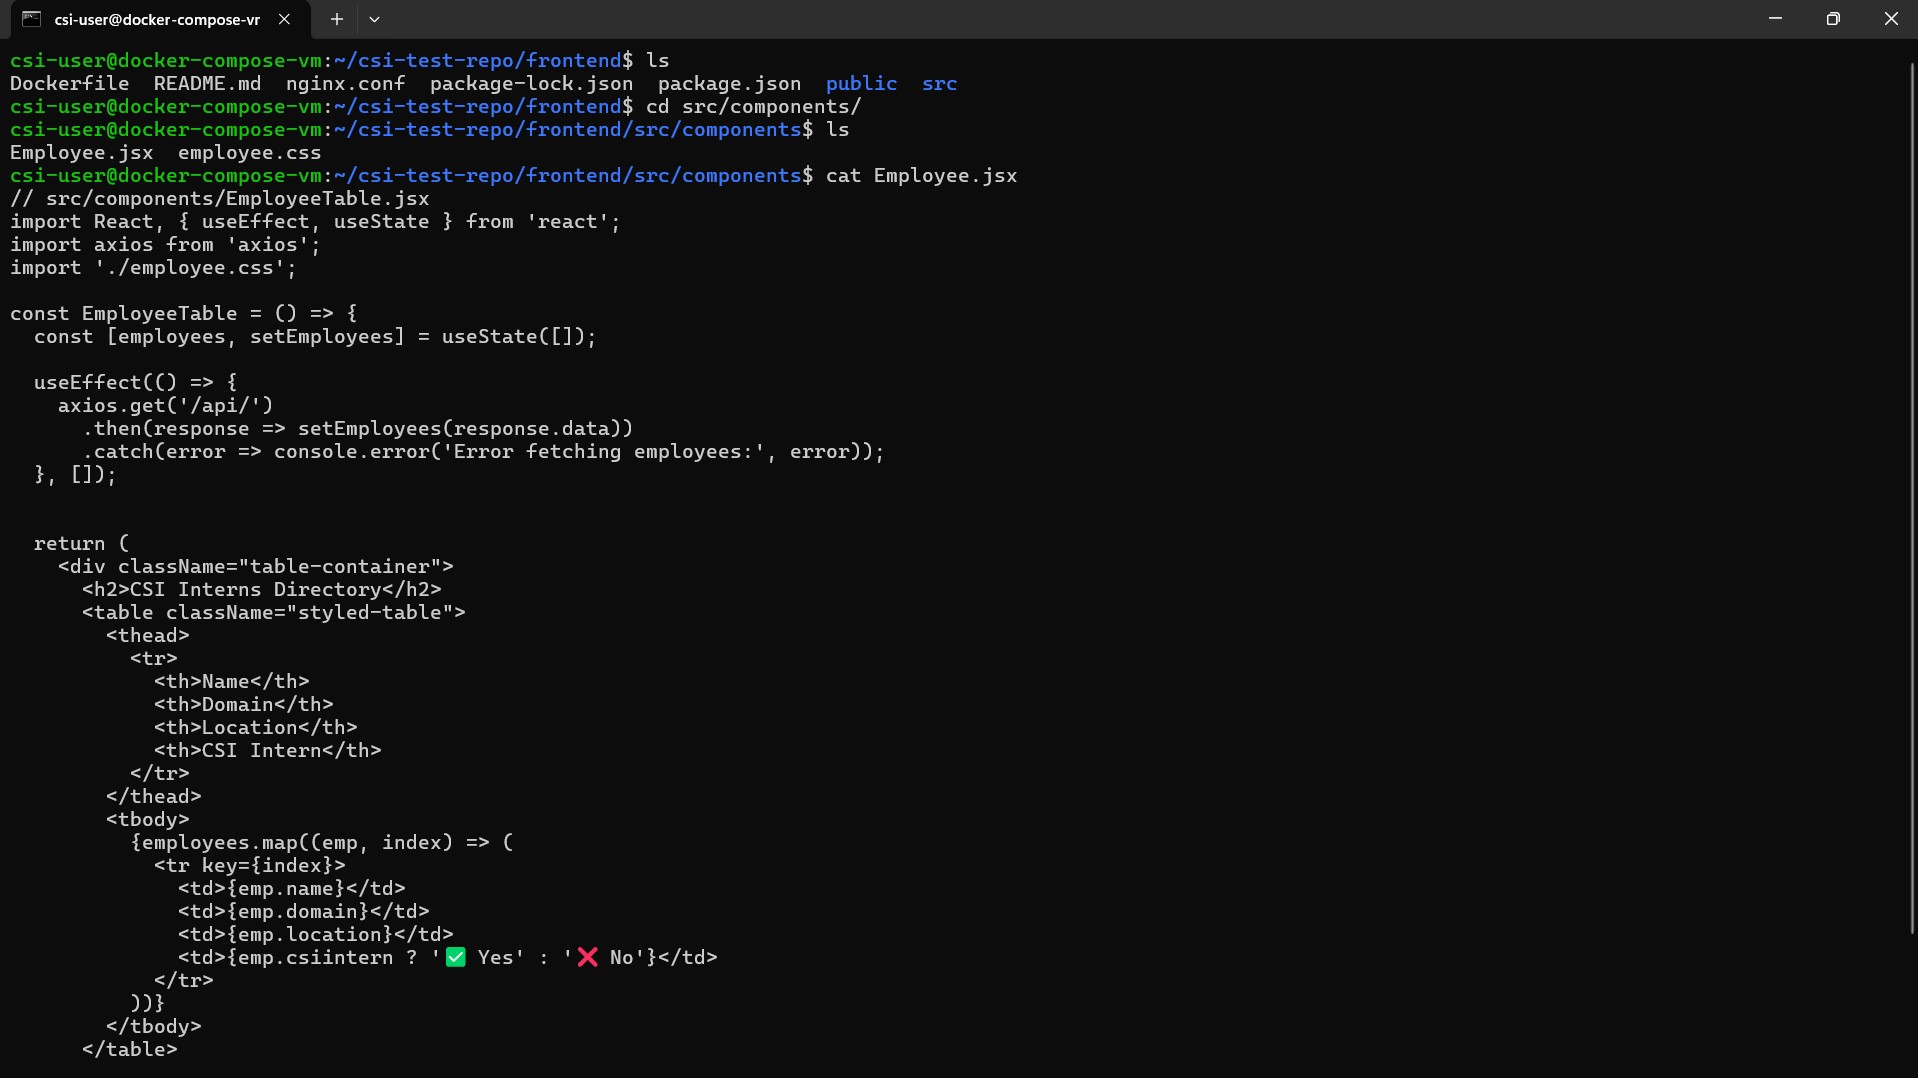 csi-user@docker-compose-vr
csi-user@docker-compose-vm:~/csi-test-repo/frontend$ ls
Dockerfile  README.md  nginx.conf  package-lock.json  package.json  public  src
csi-user@docker-compose-vm:~/csi-test-repo/frontend$ cd src/components/
csi-user@docker-compose-vm:~/csi-test-repo/frontend/src/components$ ls
Employee.jsx  employee.css
csi-user@docker-compose-vm:~/csi-test-repo/frontend/src/components$ cat Employee.jsx
// src/components/EmployeeTable.jsx
import React, { useEffect, useState } from 'react';
import axios from 'axios';
import './employee.css';

const EmployeeTable = () => {
  const [employees, setEmployees] = useState([]);

  useEffect(() => {
    axios.get('/api/')
      .then(response => setEmployees(response.data))
      .catch(error => console.error('Error fetching employees:', error));
  }, []);


  return (
    <div className="table-container">
      <h2>CSI Interns Directory</h2>
      <table className="styled-table">
        <thead>
          <tr>
            <th>Name</th>
            <th>Domain</th>
            <th>Location</th>
            <th>CSI Intern</th>
          </tr>
        </thead>
        <tbody>
          {employees.map((emp, index) => (
            <tr key={index}>
              <td>{emp.name}</td>
              <td>{emp.domain}</td>
              <td>{emp.location}</td>
              <td>{emp.csiintern ? '✅ Yes' : '❌ No'}</td>
            </tr>
          ))}
        </tbody>
      </table>